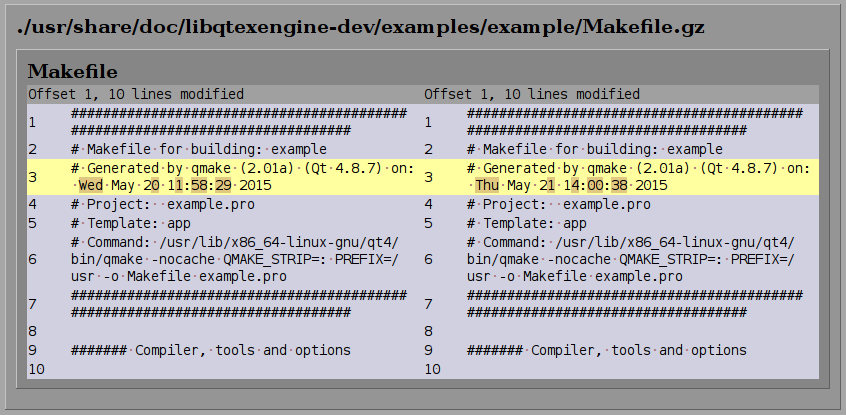 ./usr/share/doc/libqtexengine-dev/examples/example/Makefile.gz
Makefile
Offset 1, 10 lines modified
1 ##########################################
###################################
2 #·Makefile·for·building:·example
3 #·Generated·by·qmake·(2.01a)·(Qt·4.8.7)·on:
·Wed·May·20·11:58:29·2015
4 #·Project:··example.pro
5 #·Template:·app
6 #·Command:·/usr/lib/x86_64-linux-gnu/qt4/
bin/qmake·-nocache·QMAKE_STRIP=:·PREFIX=/
usr·-o·Makefile·example.pro
7 ##########################################
###################################
8
9 #######·Compiler,·tools·and·options
10
Offset 1, 10 lines modified
1 ##########################################
###################################
2 #·Makefile·for·building:·example
3 #·Generated·by·qmake·(2.01a)·(Qt·4.8.7)·on:
·Thu·May·21·14:00:38·2015
4 #·Project:··example.pro
5 #·Template:·app
6 #·Command:·/usr/lib/x86_64-linux-gnu/qt4/
bin/qmake·-nocache·QMAKE_STRIP=:·PREFIX=/
usr·-o·Makefile·example.pro
7 ##########################################
###################################
8
9 #######·Compiler,·tools·and·options
10